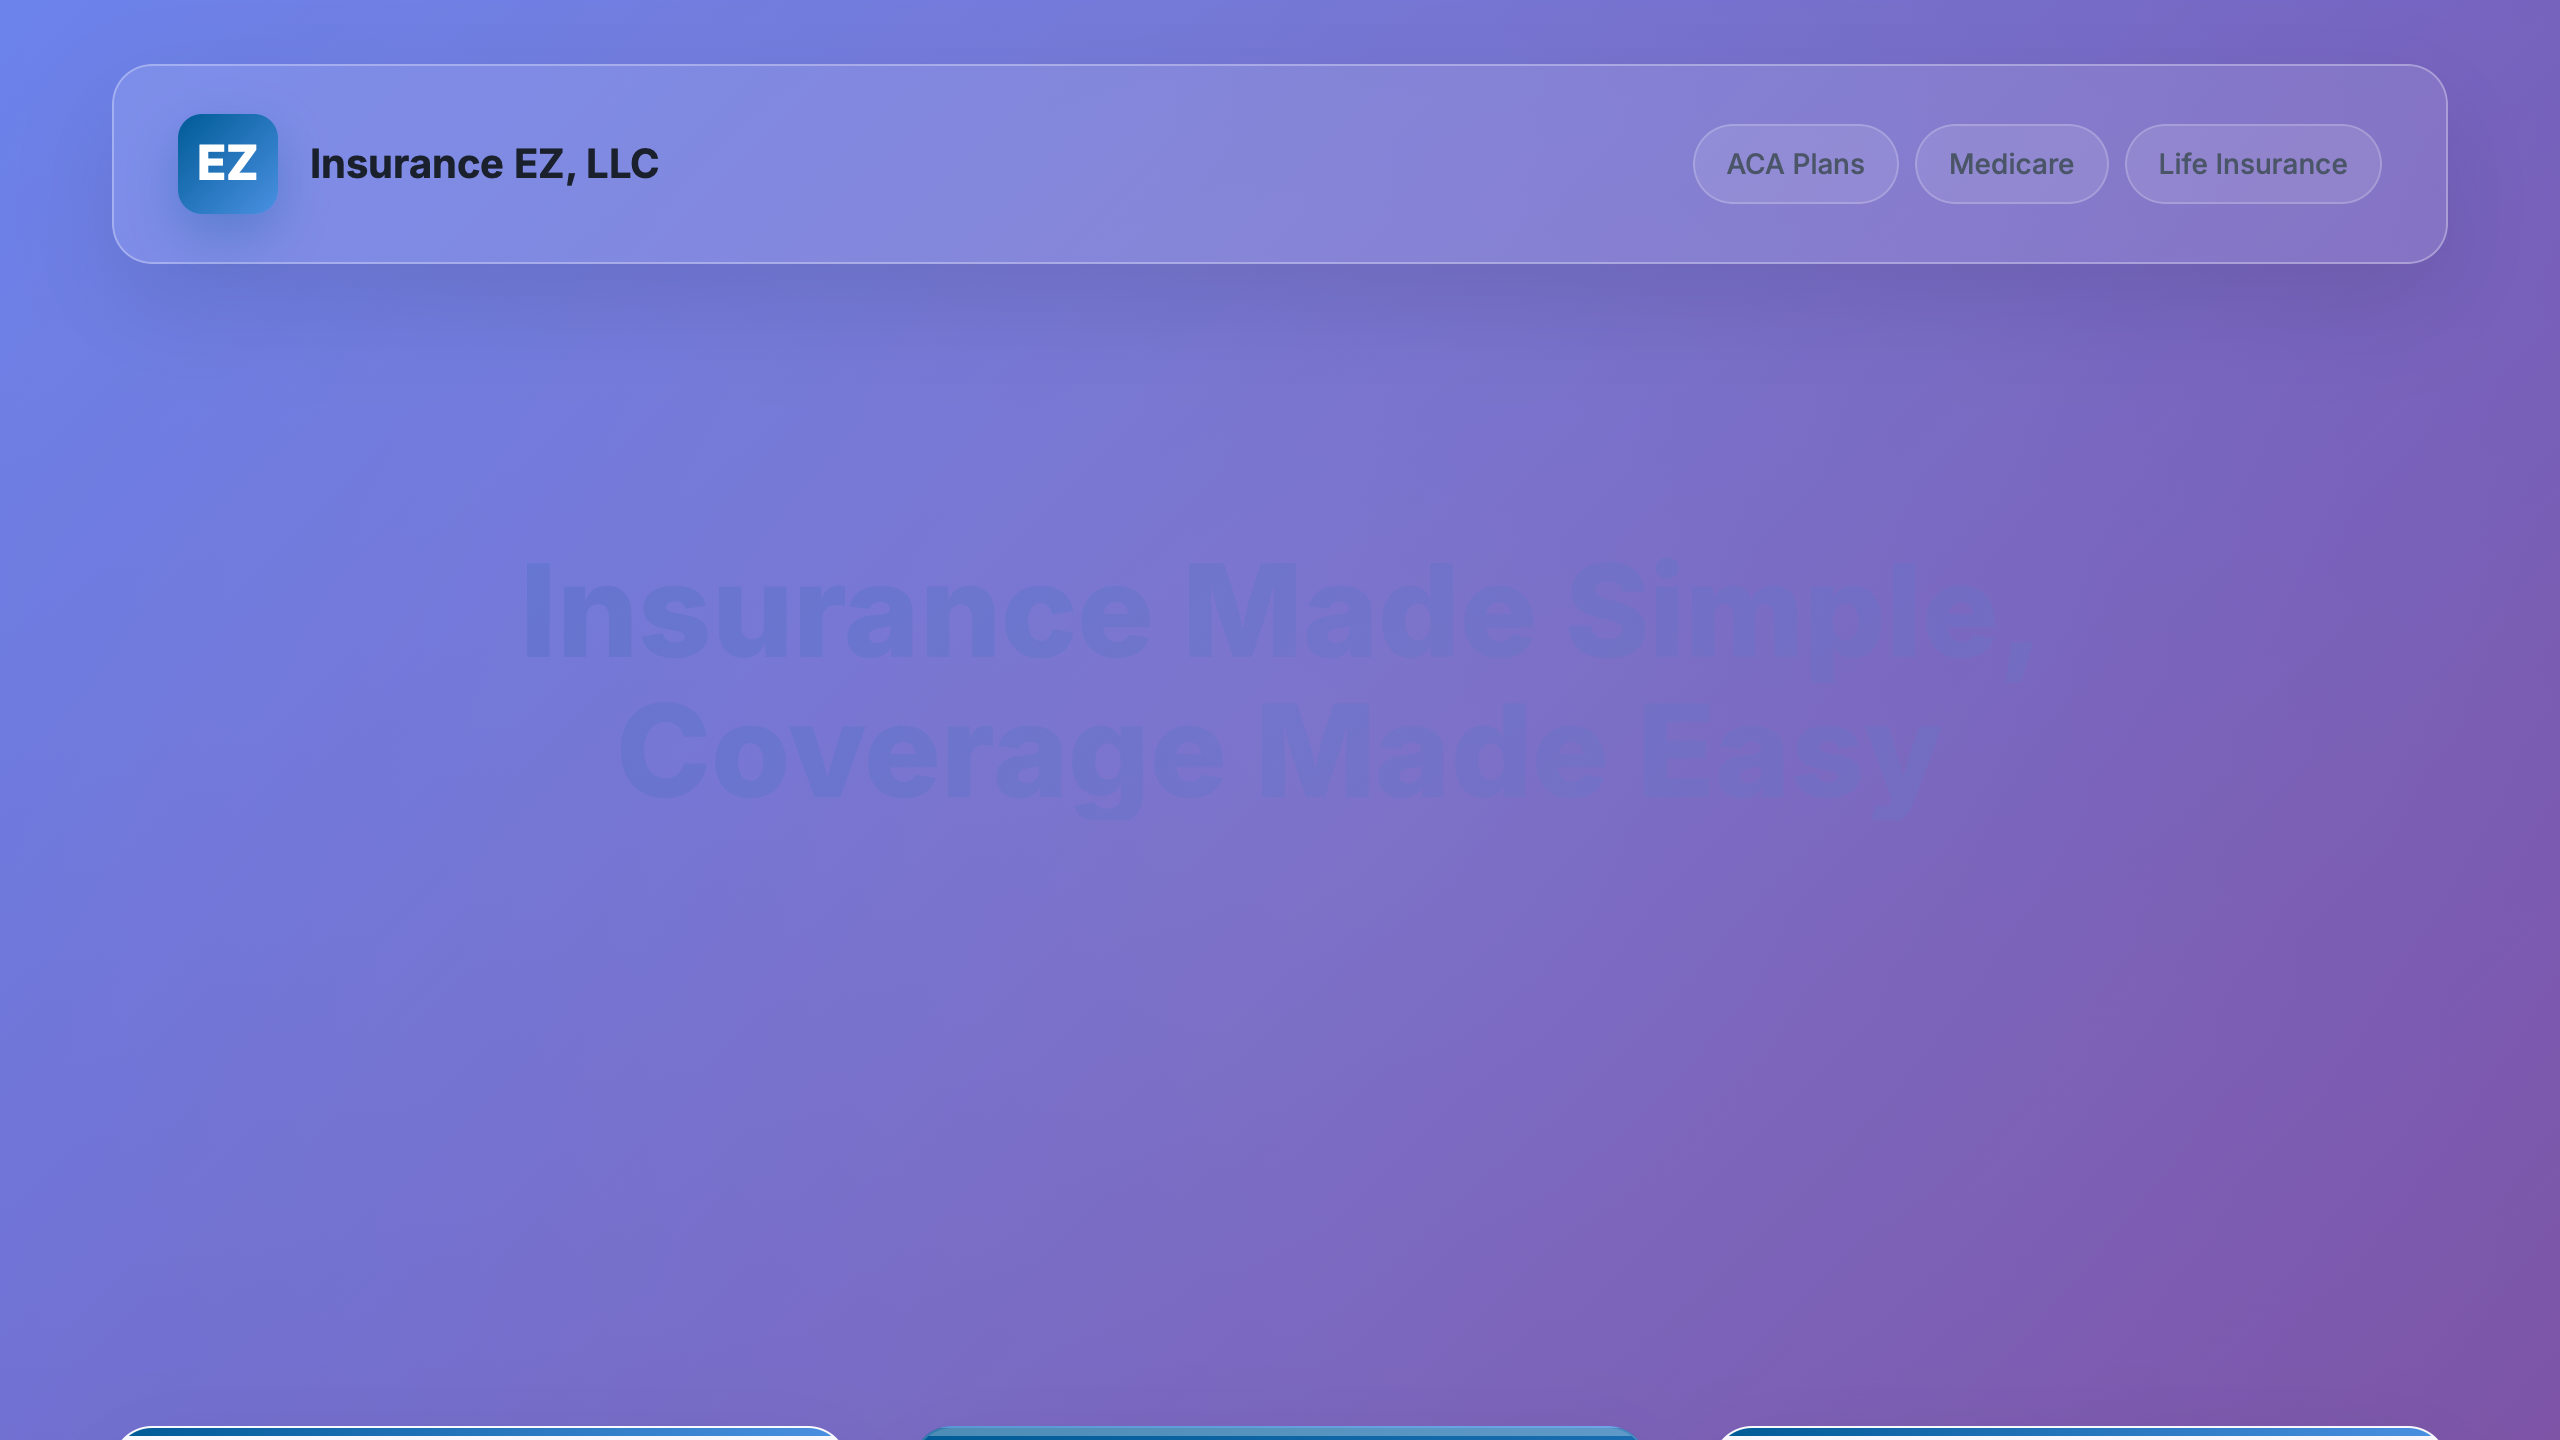 EZ
Insurance EZ, LLC
ACA Plans
Medicare
Life Insurance
Insurance Made Simple,
Coverage Made Easy